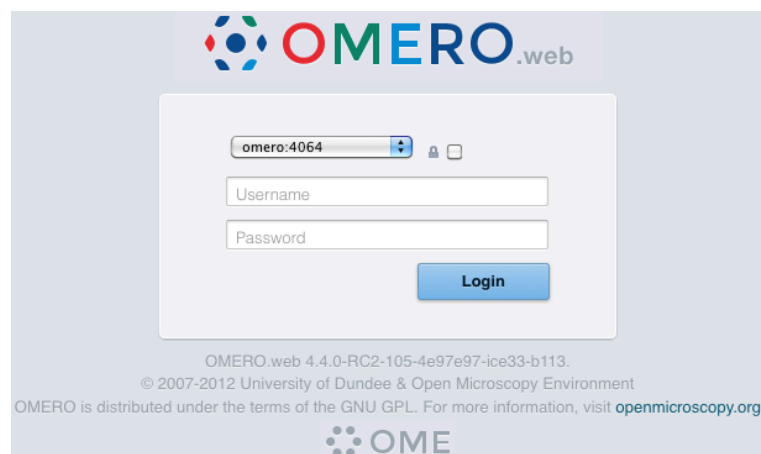 OMERO.web
omero:4064
Username
Password
Login
OMERO.web 4.4.0-RC2-105-4e97e97-ice33-b113.
© 2007-2012 University of Dundee & Open Microscopy Environment
OMERO is distributed under the terms of the GNU GPL. For more information, visit openmicroscopy.org
OME